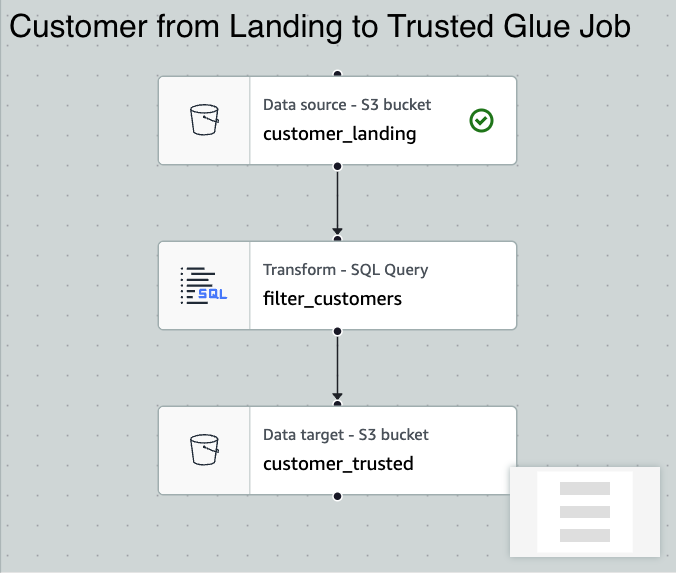 Customer from Landing to Trusted Glue Job
Data source - S3 bucket
customer_landing
Transform - SQL Query
SQL
filter_customers
Data target - S3 bucket
customer_trusted